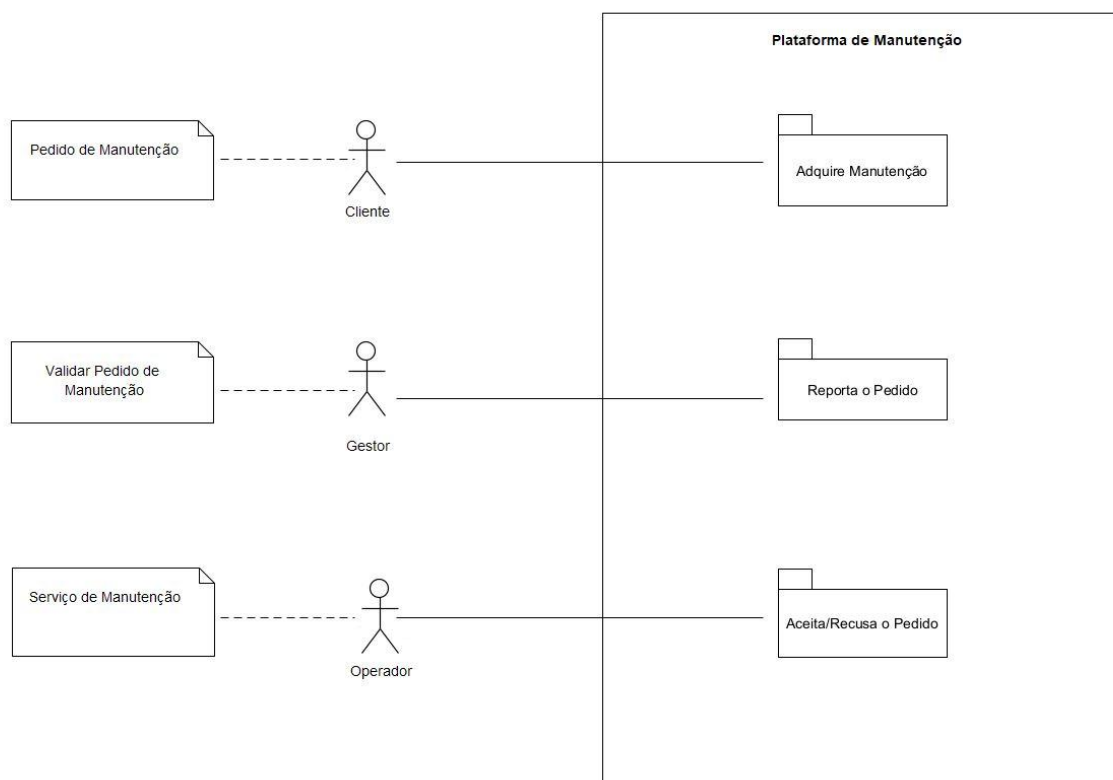 Plataforma de Manutenção
Pedido de Manutenção
Adquire Manutenção
Cliente
Validar Pedido de
Manutenção
Reporta o Pedido
Gestor
Serviço de Manutenção
Aceita/Recusa o Pedido
Operador